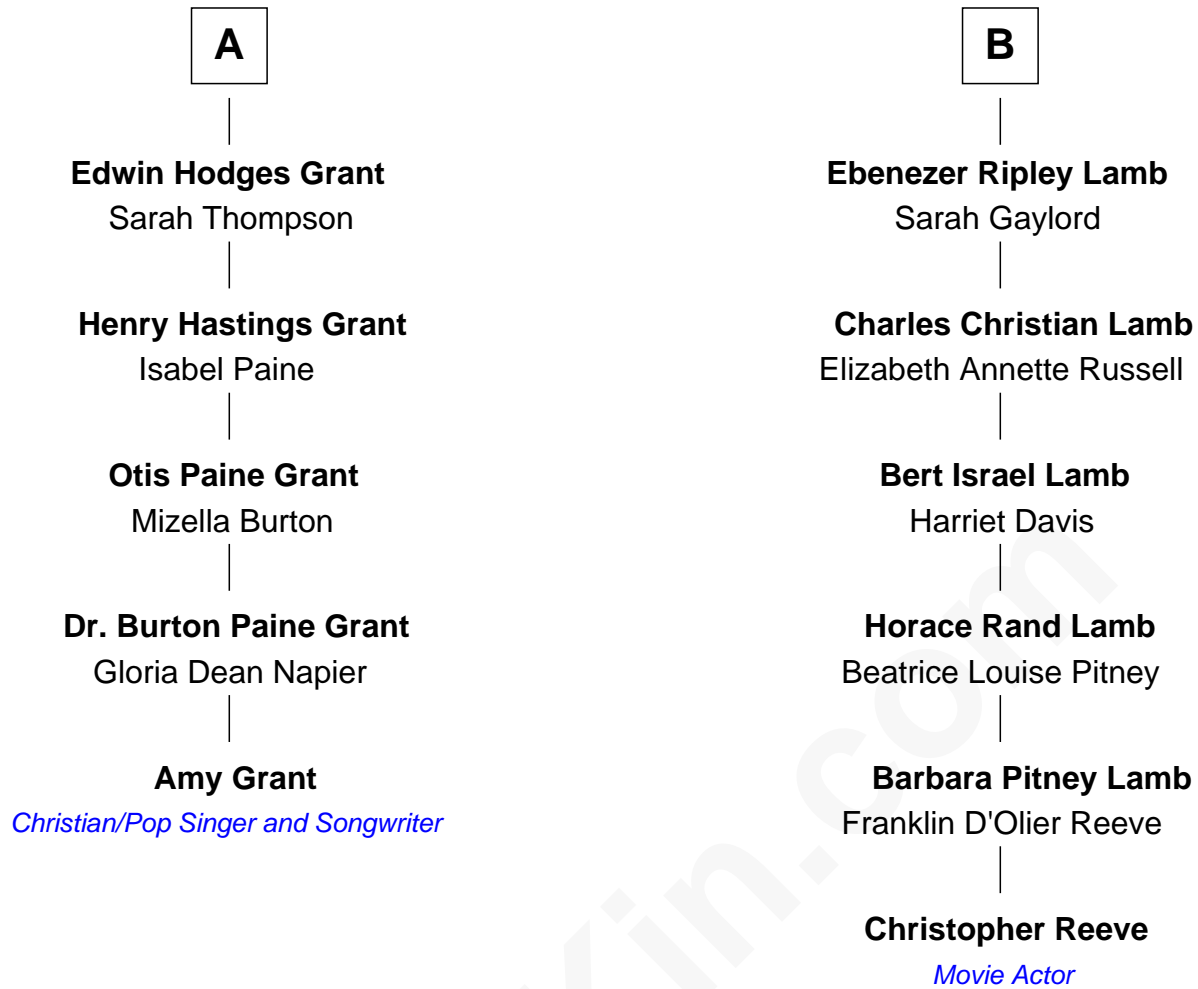 A
Edwin Hodges Grant
Sarah Thompson
Henry Hastings Grant
Isabel Paine
Otis Paine Grant
Mizella Burton
Dr. Burton Paine Grant
Gloria Dean Napier
Amy Grant
Christian/Pop Singer and Songwriter
B
Ebenezer Ripley Lamb
Sarah Gaylord
Charles Christian Lamb
Elizabeth Annette Russell
Bert Israel Lamb
Harriet Davis
Horace Rand Lamb
Beatrice Louise Pitney
Barbara Pitney Lamb
Franklin D'Olier Reeve
Christopher Reeve
Movie Actor
Kin.com